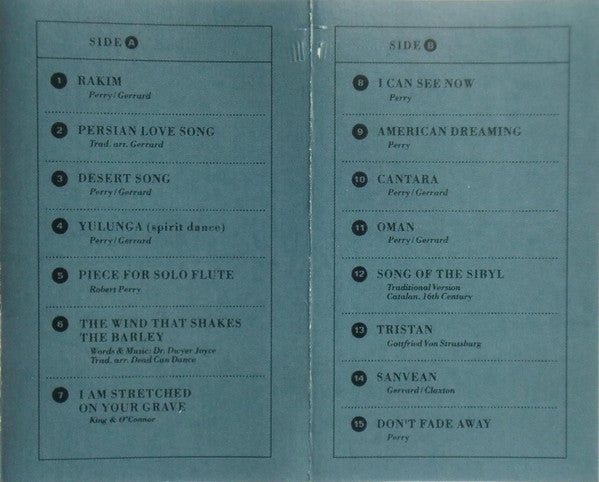 SIDE A
1 RAKIM
Perry/Gerrard
2 PERSIAN LOVE SONG
Trad. arr. Gerrard
3 DESERT SONG
Perry/Gerrard
4 YULUNGA (spirit dance)
Perry/Gerrard
5 PIECE FOR SOLO FLUTE
Robert Perry
6 THE WIND THAT SHAKES
THE BARLEY
Words & Music: Dr. Dwyer Joyce
Trad. arr. Dead Can Dance
7 I AM STRETCHED
ON YOUR GRAVE
King & O'Connor
SIDE B
8 I CAN SEE NOW
Perry
9 AMERICAN DREAMING
Perry
10 CANTARA
Perry/Gerrard
11 OMAN
Perry/Gerrard
12 SONG OF THE SIBYL
Traditional Version
Catalan. 16th Century
13 TRISTAN
Gottfried Von Strassburg
14 SANVEAN
Gerrard/Claxton
15 DON'T FADE AWAY
Perry